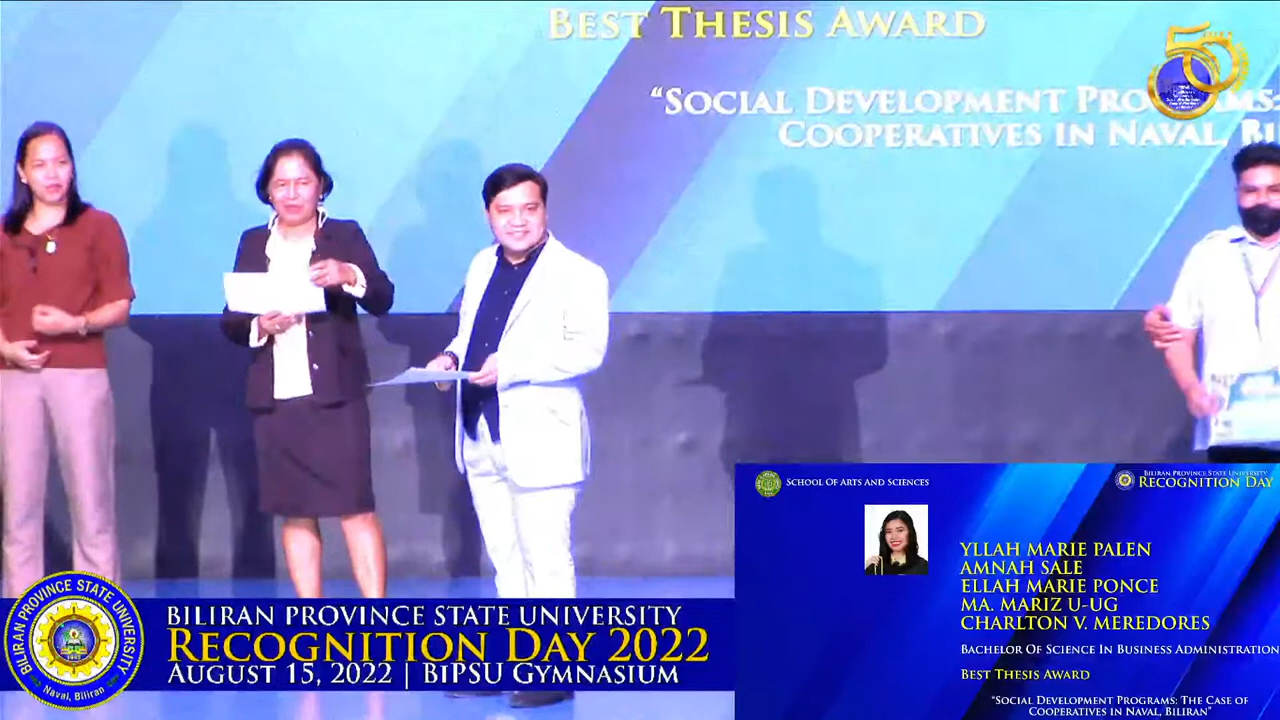 BEST THESIS AWARD
50
"SOCIAL DEVELOPMENT PROGRAMS:
COOPERATIVES IN NAVAL, BIL
SCHOOL OF ARTS AND SCIENCES
BILIRAN PROVINCE STATE UNIVERSITY
RECOGNITION DAY
YLLAH MARIE PALEN
AMNAH SALE
ELLAH MARIE PONCE
MA. MARIZ U-UG
CHARLTON V. MEREDORES
BACHELOR OF SCIENCE IN BUSINESS ADMINISTRATION
BEST THESIS AWARD
"SOCIAL DEVELOPMENT PROGRAMS: THE CASE OF
COOPERATIVES IN NAVAL, BILIRAN"
BILIRAN PROVINCE STATE UNIVERSITY
Naval, Biliran
BILIRAN PROVINCE STATE UNIVERSITY
RECOGNITION DAY 2022
AUGUST 15, 2022 | BIPSU GYMNASIUM